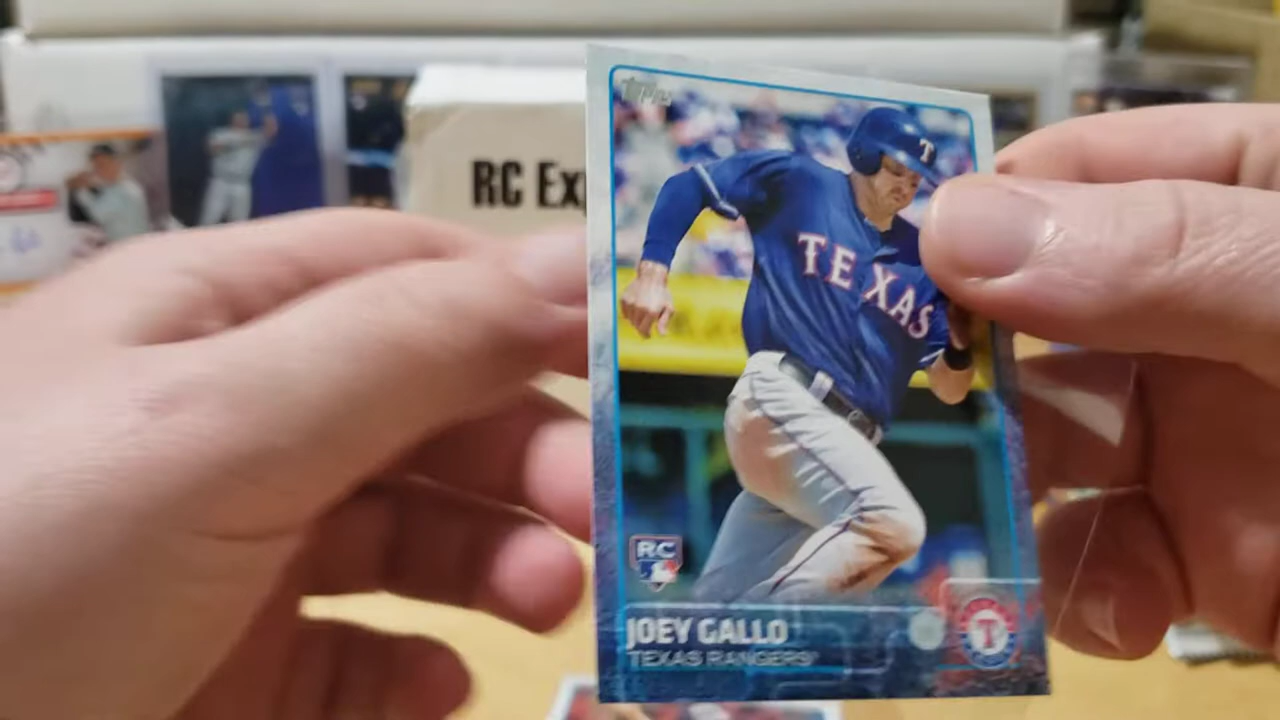 RC Ex
Topps
T
TEXAS
RC
JOEY GALLO
TEXAS RANGERS
T